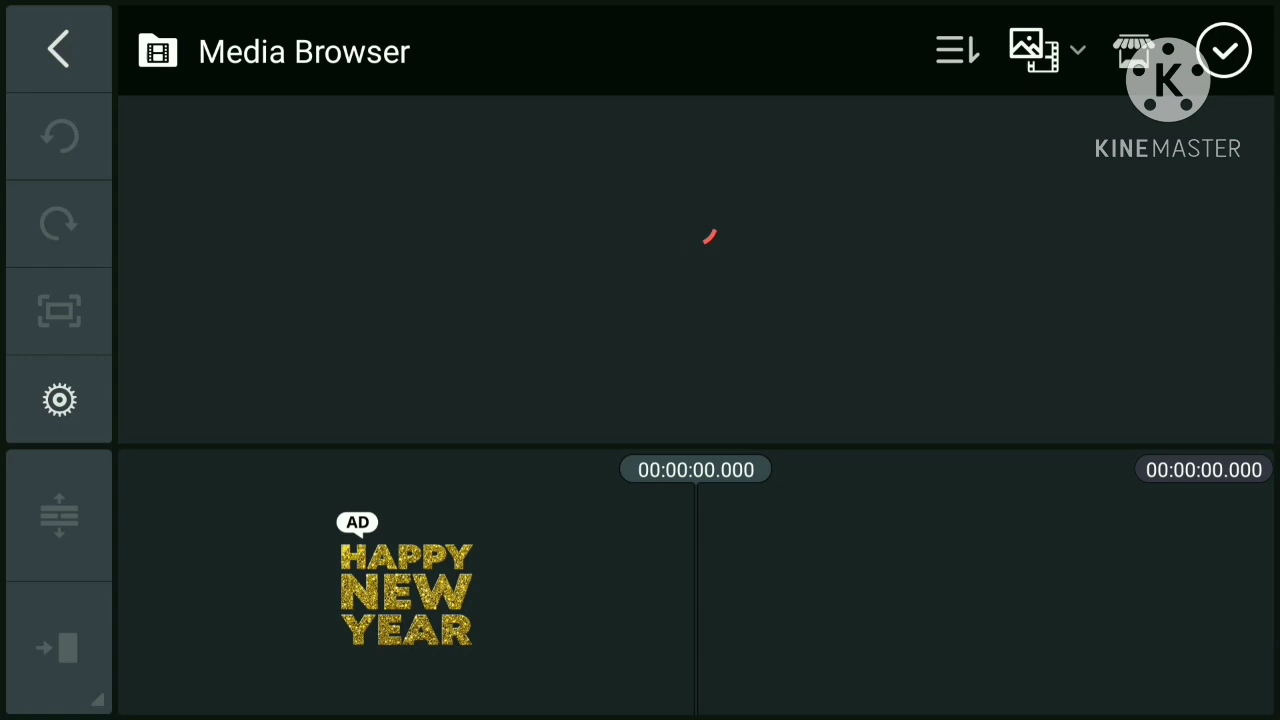 Media Browser
K
KINEMASTER
00:00:00.000
00:00:00.000
AD
HAPPY
NEW
YEAR